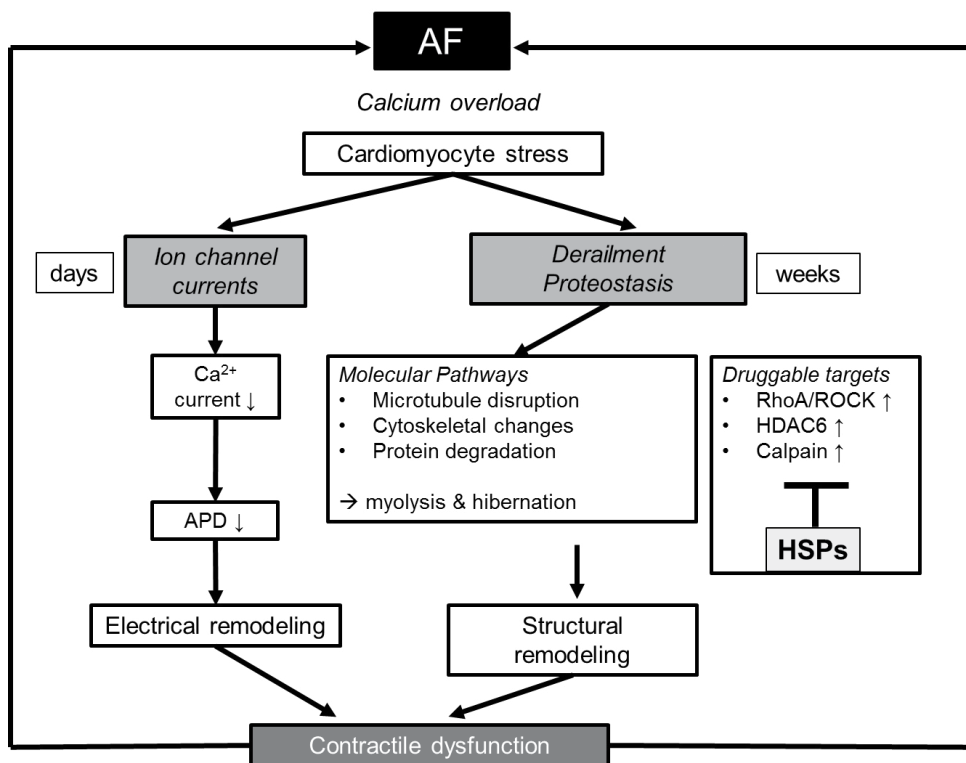 AF
Calcium overload
Cardiomyocyte stress
days
Ion channel
currents
Derailment
Proteostasis
weeks
Ca²⁺
current ↓
APD ↓
Electrical remodeling
Molecular Pathways
• Microtubule disruption
• Cytoskeletal changes
• Protein degradation
→ myolysis & hibernation
Structural
remodeling
Druggable targets
• RhoA/ROCK ↑
• HDAC6 ↑
• Calpain ↑
HSPs
Contractile dysfunction